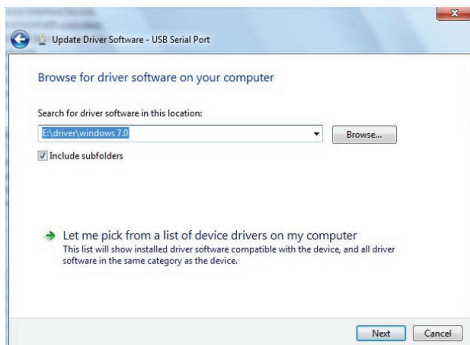 Update Driver Software - USB Serial Port
Browse for driver software on your computer
Search for driver software in this location:
E:\driver\windows 7.0
Browse...
Include subfolders
Let me pick from a list of device drivers on my computer
This list will show installed driver software compatible with the device, and all driver
software in the same category as the device.
Next
Cancel